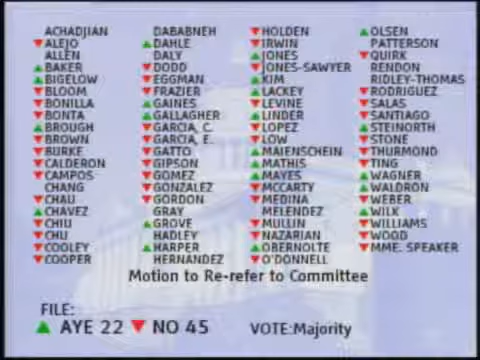 ACHADJIAN DABABNEH HOLDEN OLSEN
ALEJO DAHLE IRWIN PATTERSON
ALLEN DALY JONES QUIRK
BAKER DODD JONES-SAWYER RENDON
BIGELOW EGGMAN KIM RIDLEY-THOMAS
BLOOM FRAZIER LACKEY RODRIGUEZ
BONILLA GAINES LEVINE SALAS
BONTA GALLAGHER LINDER SANTIAGO
BROUGH GARCIA, C. LOPEZ STEINORTH
BROWN GARCIA, E. LOW STONE
BURKE GATTO MAIENSCHEIN THURMOND
CALDERON GIPSON MATHIS TING
CAMPOS GOMEZ MAYES WAGNER
CHANG GONZALEZ MCCARTY WALDRON
CHAU GORDON MEDINA WEBER
CHAVEZ GRAY MELENDEZ WILK
CHIU GROVE MULLIN WILLIAMS
CHU HADLEY NAZARIAN WOOD
COOLEY HARPER OBERNOLTE MME. SPEAKER
COOPER HERNANDEZ O'DONNELL
Motion to Re-refer to Committee
FILE:
AYE 22 NO 45 VOTE:Majority